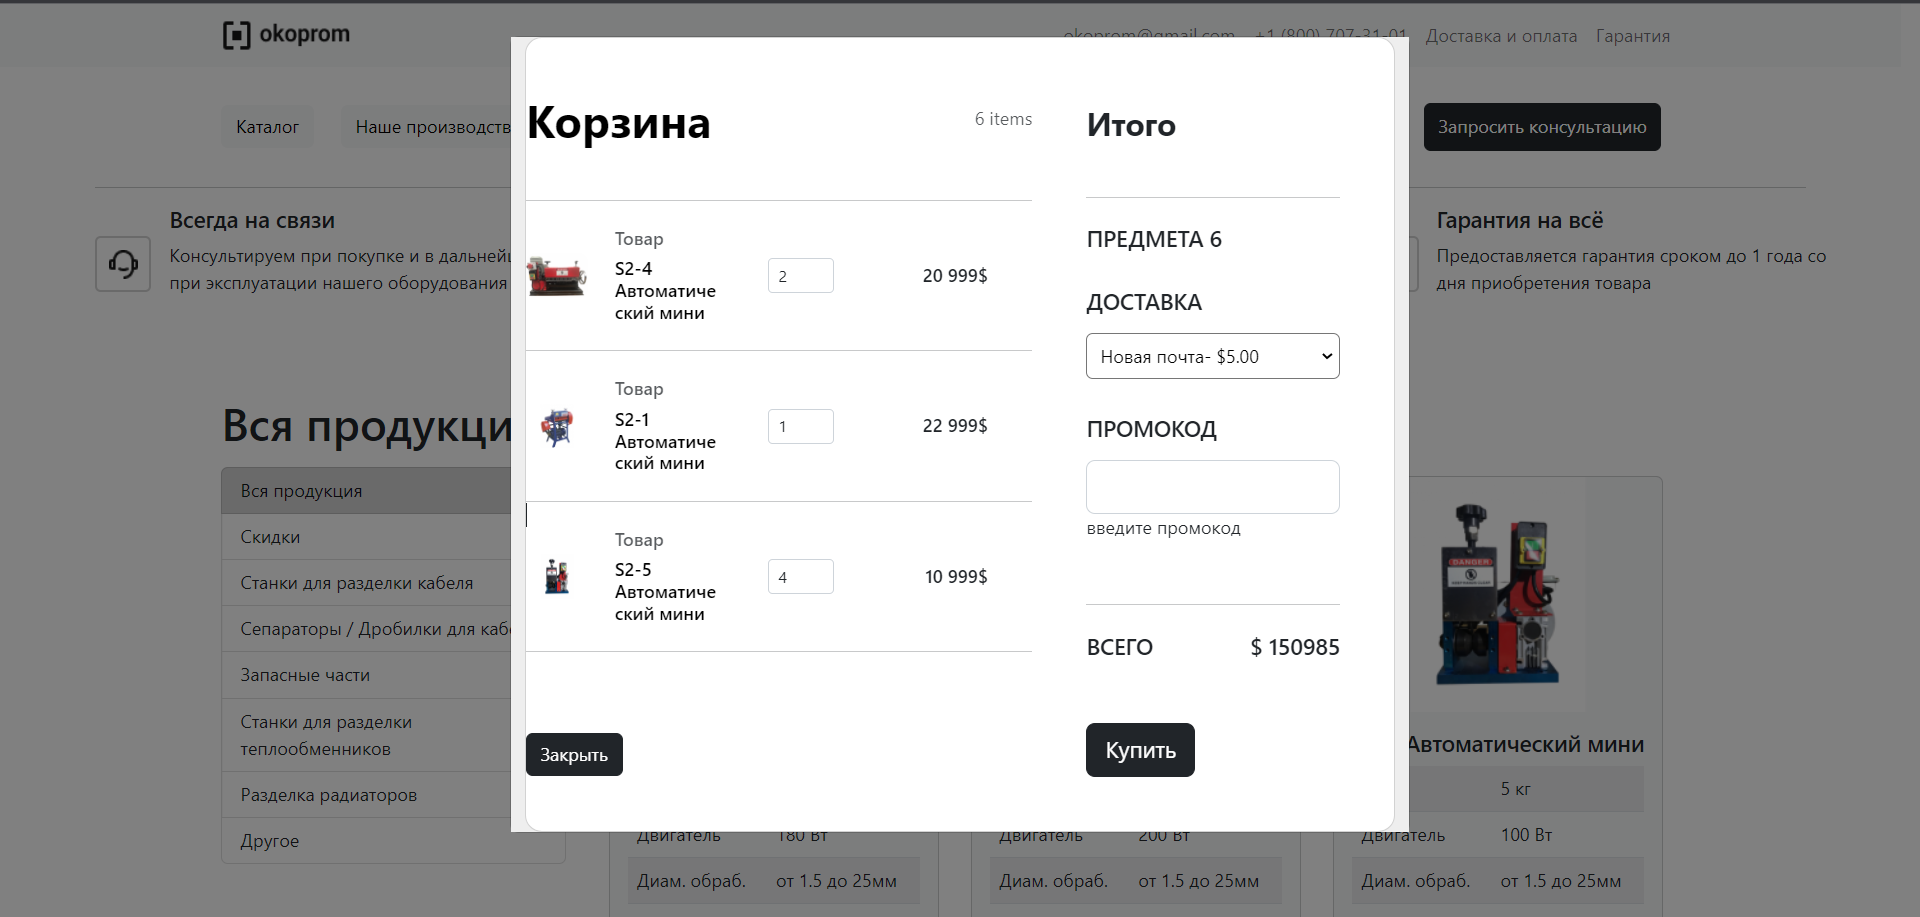 okoprom
okoprom@gmail.com +1 (800) 707-31-01 Доставка и оплата Гарантия
Каталог
Наше производств
Запросить консультацию
Всегда на связи
Консультируем при покупке и в дальней
при эксплуатации нашего оборудования
Гарантия на всё
Предоставляется гарантия сроком до 1 года со
дня приобретения товара
Вся продукци
Вся продукция
Скидки
Станки для разделки кабеля
Сепараторы / Дробилки для каб
Запасные части
Станки для разделки
теплообменников
Разделка радиаторов
Другое
Корзина
6 items
Товар
S2-4
Автоматиче
ский мини
2
20 999$
Товар
S2-1
Автоматиче
ский мини
1
22 999$
Товар
S2-5
Автоматиче
ский мини
4
10 999$
Закрыть
Итого
ПРЕДМЕТА 6
ДОСТАВКА
Новая почта- $5.00
ПРОМОКОД
введите промокод
ВСЕГО $ 150985
Купить
DANGER
Автоматический мини
5 кг
Двигатель 180 Вт
Диам. обраб. от 1.5 до 25мм
Двигатель 200 Вт
Диам. обраб. от 1.5 до 25мм
Двигатель 100 Вт
Диам. обраб. от 1.5 до 25мм